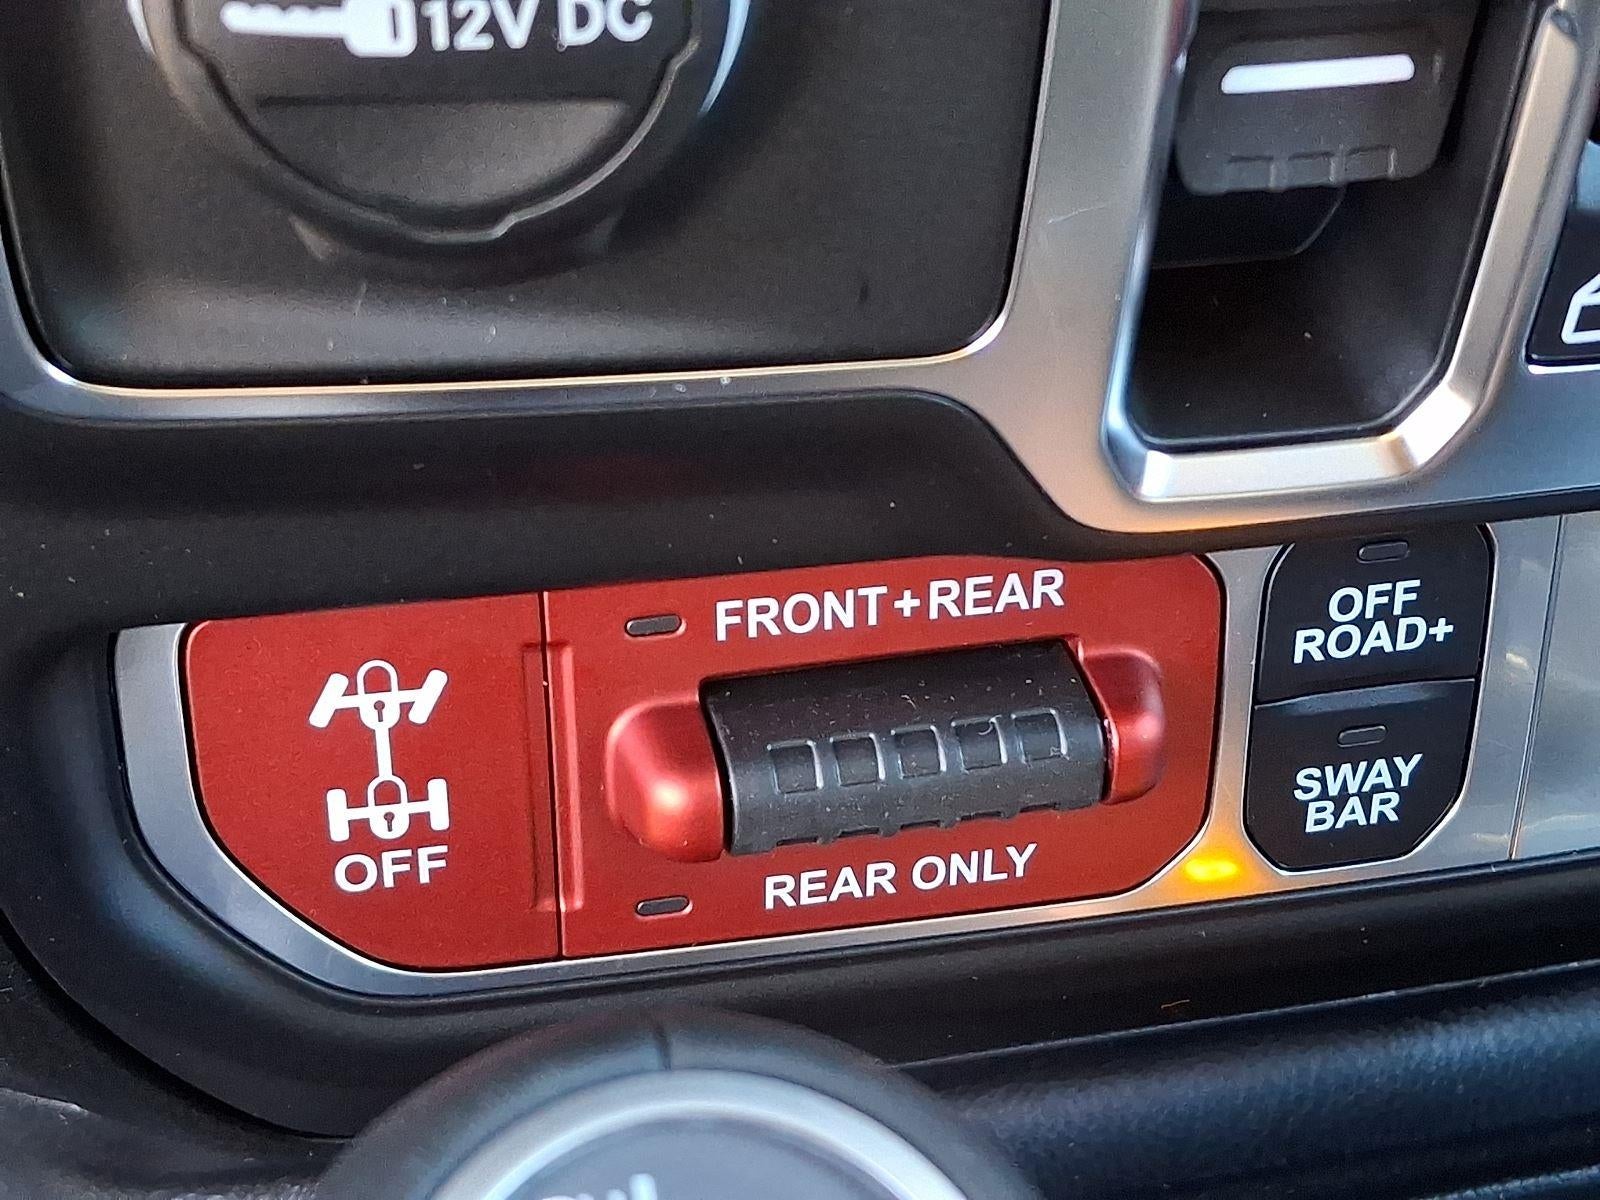 12V DC
FRONT+REAR
OFF
ROAD+
SWAY
BAR
OFF
REAR ONLY